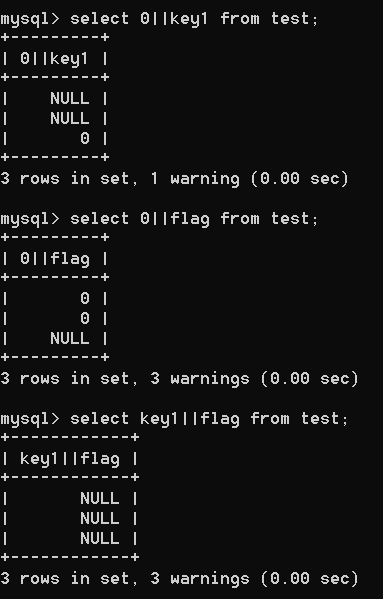 mysql> select 0||key1 from test;
+---------+
| 0||key1 |
+---------+
|    NULL |
|    NULL |
|       0 |
+---------+
3 rows in set, 1 warning (0.00 sec)

mysql> select 0||flag from test;
+---------+
| 0||flag |
+---------+
|       0 |
|       0 |
|    NULL |
+---------+
3 rows in set, 3 warnings (0.00 sec)

mysql> select key1||flag from test;
+------------+
| key1||flag |
+------------+
|       NULL |
|       NULL |
|       NULL |
+------------+
3 rows in set, 3 warnings (0.00 sec)